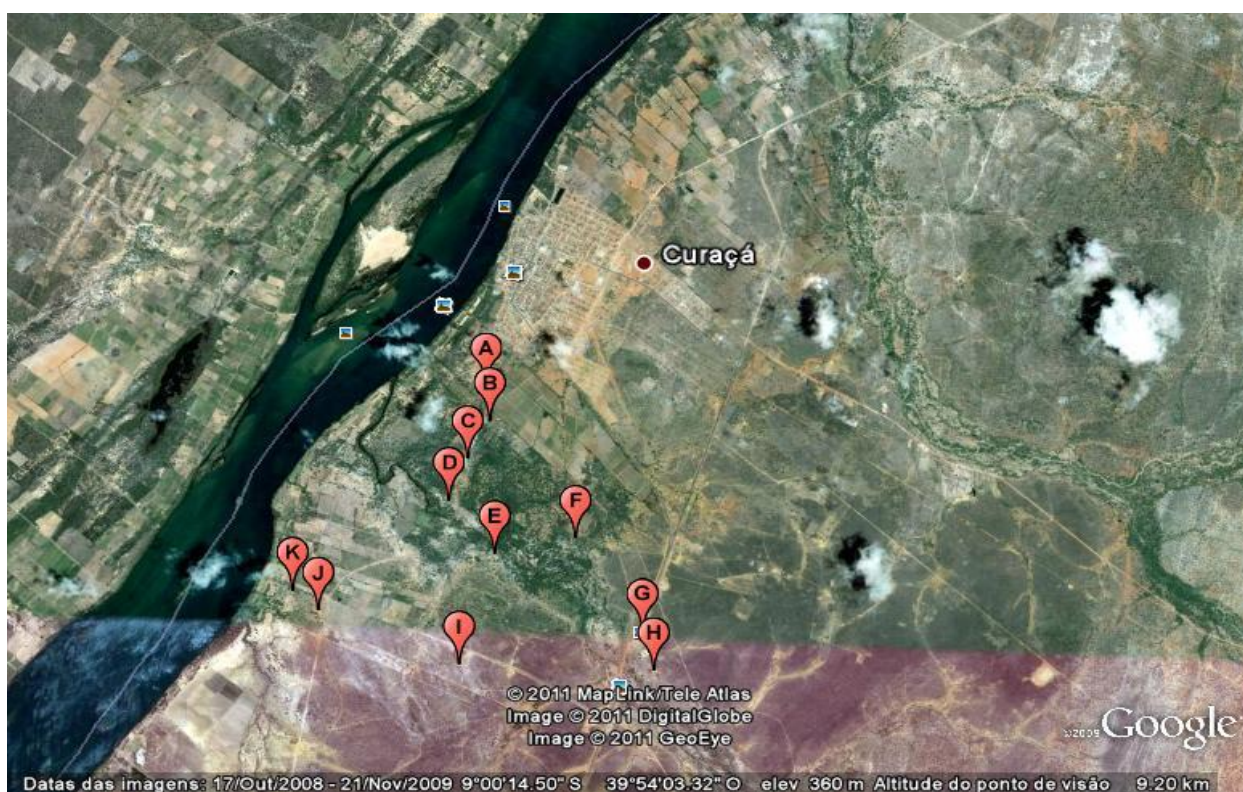 Curaçá
A
B
C
D
E
F
G
H
I
J
K
© 2011 MapLink/Tele Atlas
Image © 2011 DigitalGlobe
Image © 2011 GeoEye
©2009 Google
Datas das imagens: 17/Out/2008 - 21/Nov/2009 9°00'14.50" S 39°54'03.32" O elev 360 m Altitude do ponto de visão 9.20 km